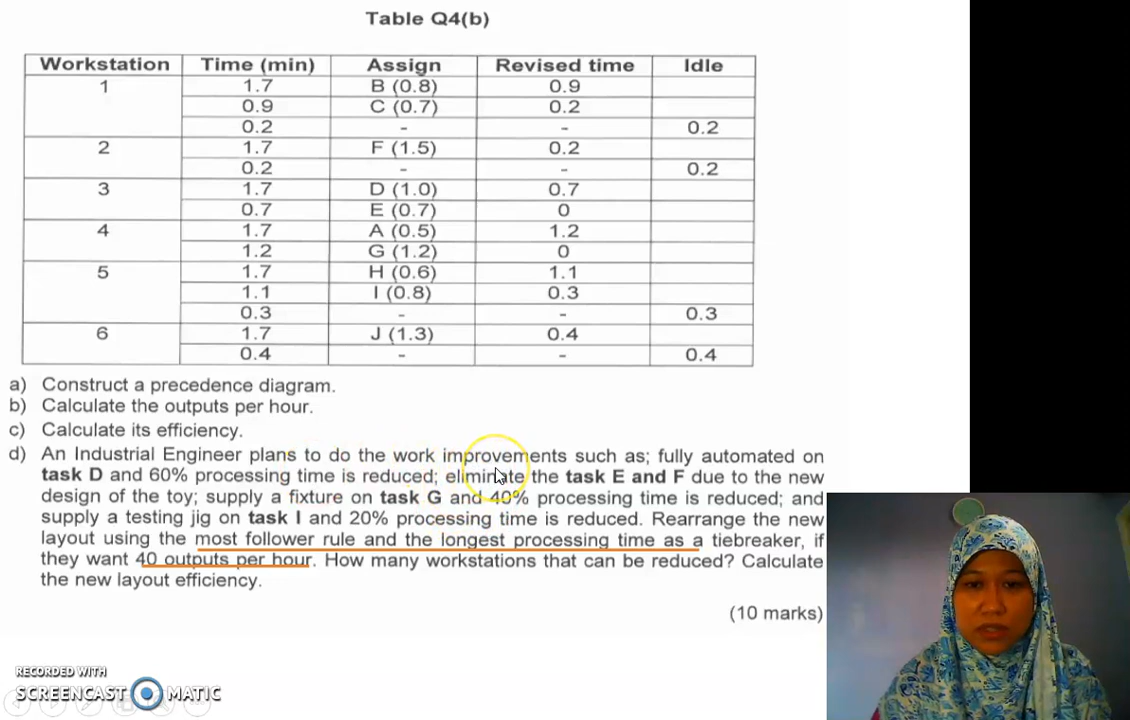 Table Q4(b)
Workstation Time (min) Assign Revised time Idle
1 1.7 B (0.8) 0.9
0.9 C (0.7) 0.2
0.2 - - 0.2
2 1.7 F (1.5) 0.2
0.2 - - 0.2
3 1.7 D (1.0) 0.7
0.7 E (0.7) 0
4 1.7 A (0.5) 1.2
1.2 G (1.2) 0
5 1.7 H (0.6) 1.1
1.1 I (0.8) 0.3
0.3 - - 0.3
6 1.7 J (1.3) 0.4
0.4 - - 0.4
a) Construct a precedence diagram.
b) Calculate the outputs per hour.
c) Calculate its efficiency.
d) An Industrial Engineer plans to do the work improvements such as; fully automated on
task D and 60% processing time is reduced; eliminate the task E and F due to the new
design of the toy; supply a fixture on task G and 40% processing time is reduced; and
supply a testing jig on task I and 20% processing time is reduced. Rearrange the new
layout using the most follower rule and the longest processing time as a tiebreaker, if
they want 40 outputs per hour. How many workstations that can be reduced? Calculate
the new layout efficiency.
(10 marks)
RECORDED WITH
SCREENCAST MATIC